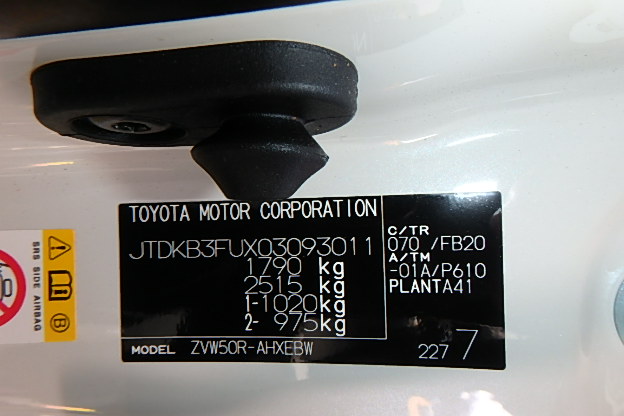 TOYOTA MOTOR CORPORATION
JTDKB3FUX03093011
1790 kg
2515 kg
1-1020kg
2- 975kg
MODEL ZVW50R-AHXEBW
C/TR
070 /FB20
A/TM
-01A/P610
PLANTA41
227 7
SRS SIDE AIRBAG